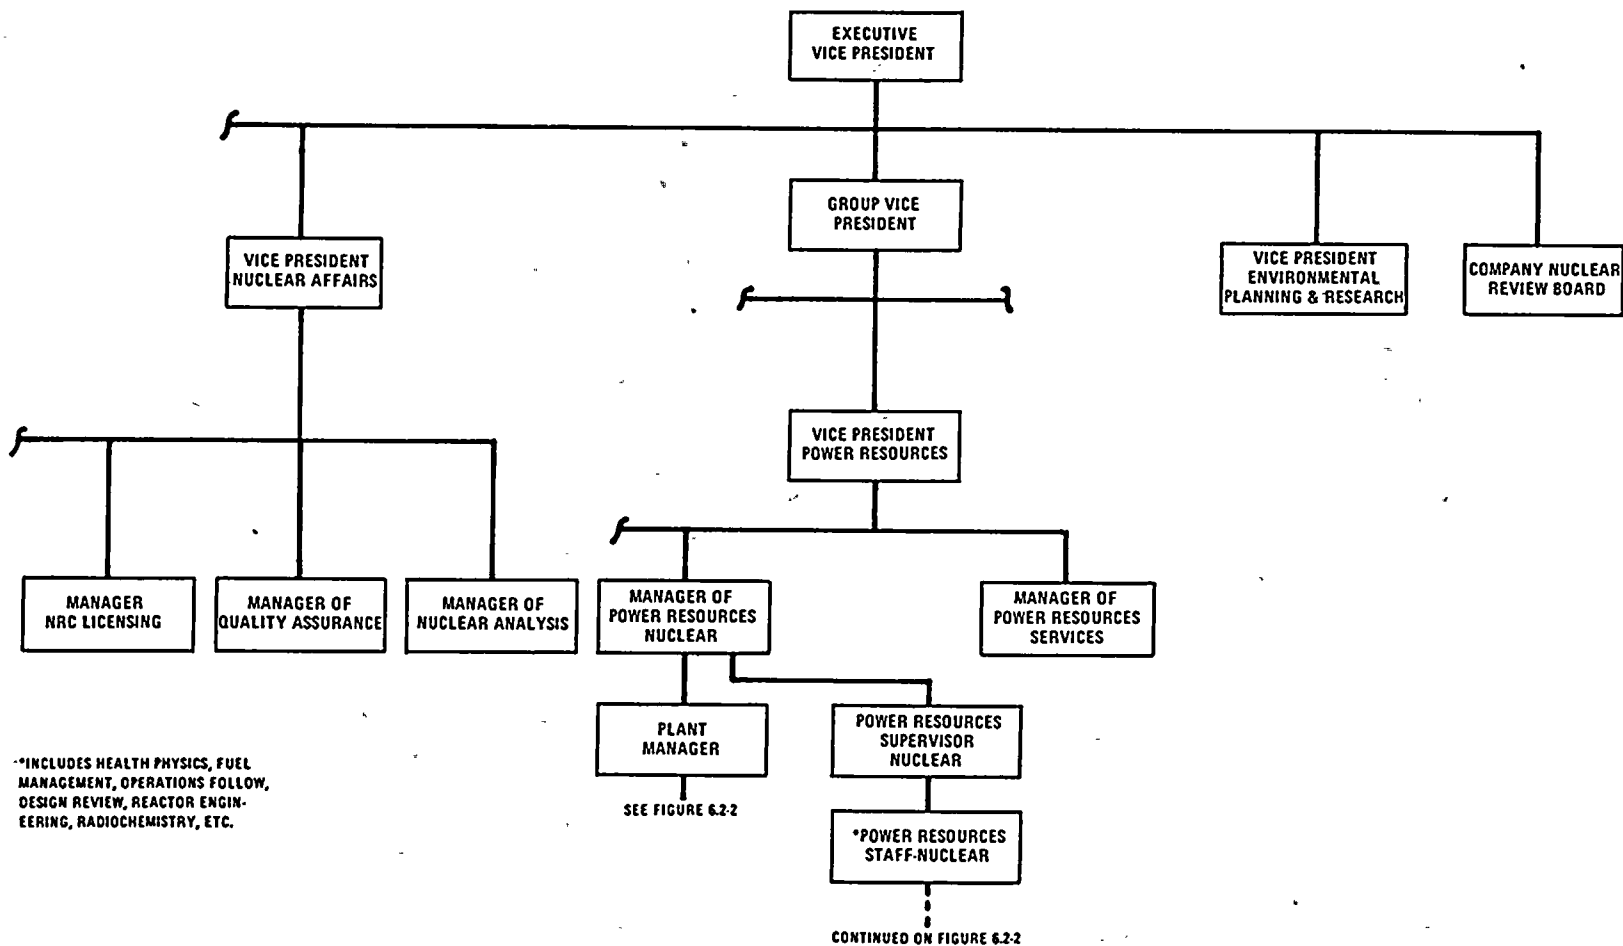 EXECUTIVE
VICE PRESIDENT
GROUP VICE
PRESIDENT
VICE PRESIDENT
NUCLEAR AFFAIRS
VICE PRESIDENT
ENVIRONMENTAL
PLANNING & RESEARCH
COMPANY NUCLEAR
REVIEW BOARD
VICE PRESIDENT
POWER RESOURCES
MANAGER
NRC LICENSING
MANAGER OF
QUALITY ASSURANCE
MANAGER OF
NUCLEAR ANALYSIS
MANAGER OF
POWER RESOURCES
NUCLEAR
MANAGER OF
POWER RESOURCES
SERVICES
PLANT
MANAGER
POWER RESOURCES
SUPERVISOR
NUCLEAR
*INCLUDES HEALTH PHYSICS, FUEL
MANAGEMENT, OPERATIONS FOLLOW,
DESIGN REVIEW, REACTOR ENGIN-
EERING, RADIOCHEMISTRY, ETC.
SEE FIGURE 6.2-2
*POWER RESOURCES
STAFF-NUCLEAR
CONTINUED ON FIGURE 6.2-2